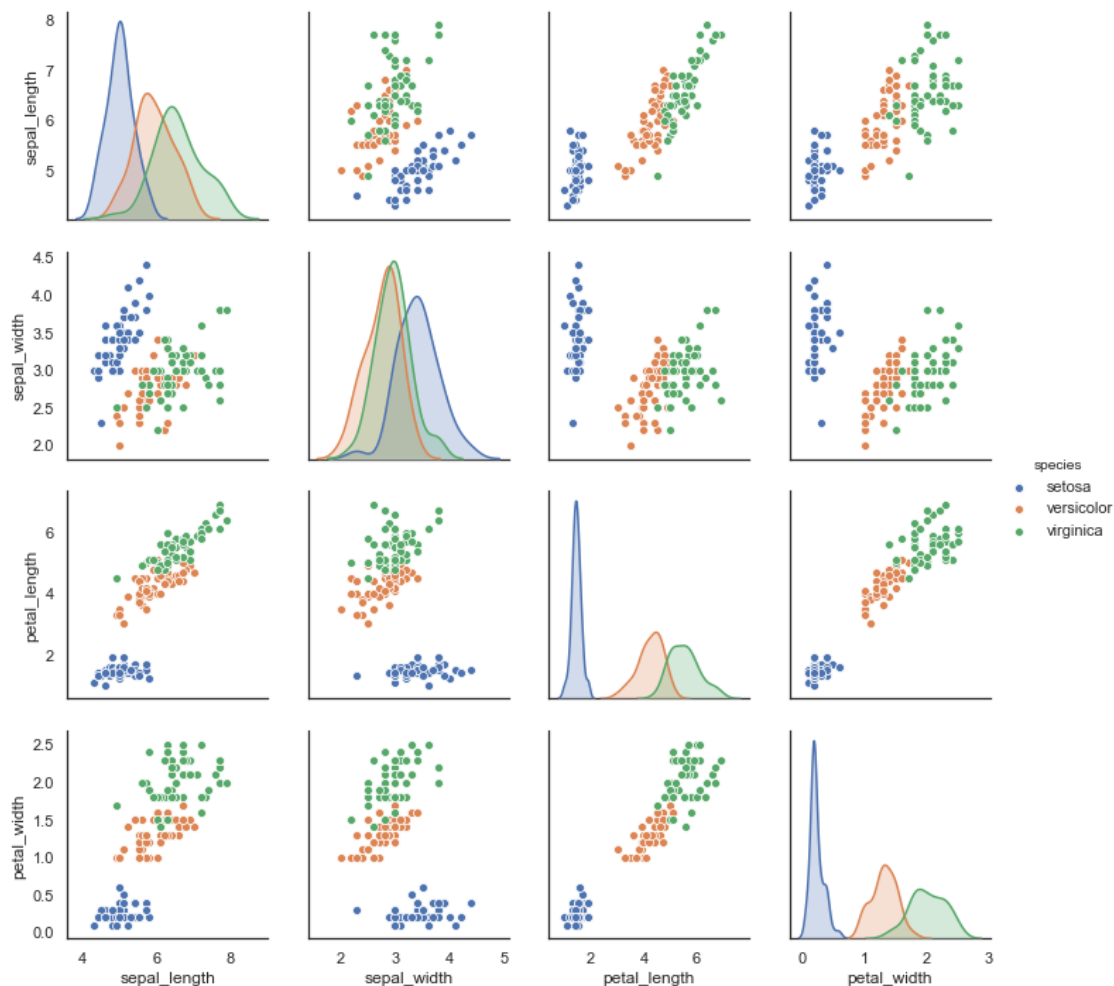 8
7
6
5
sepal_length
4.5
4.0
3.5
3.0
2.5
2.0
sepal_width
species
setosa
versicolor
virginica
6
4
2
petal_length
2.5
2.0
1.5
1.0
0.5
0.0
petal_width
4 6 8 2 3 4 5 2 4 6 0 1 2 3
sepal_length sepal_width petal_length petal_width